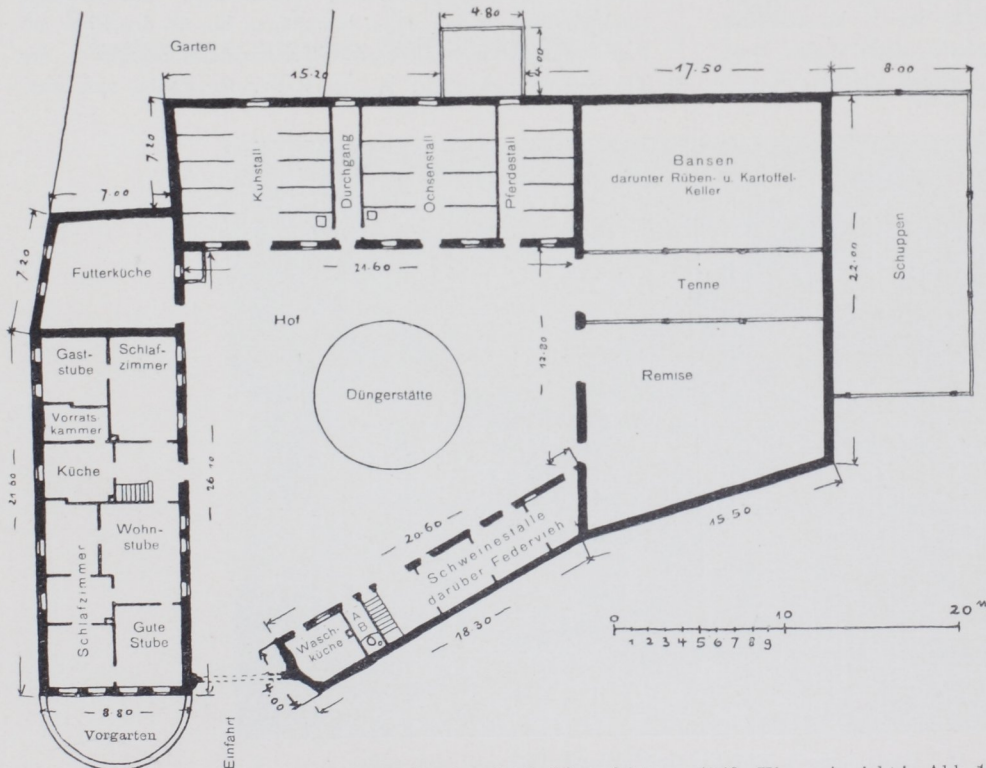 4.80
Garten
15.20
4.00
17.50
8.00
7.20
Kuhstall
Durchgang
Ochsenstall
Pferdestall
Bansen
darunter Rüben- u. Kartoffel-
Keller
Schuppen
22.00
7.00
7.20
Futterküche
21.60
Hof
Tenne
12.80
Düngerstätte
Remise
Gast-
stube
Schlaf-
zimmer
Vorrats-
kammer
Küche
21.60
26.10
Wohn-
stube
Schlafzimmer
Gute
Stube
20.60
Schweineställe
darüber Federvieh
15.50
A
B
Wasch-
küche
18.30
4.00
0 10 20 m
1 2 3 4 5 6 7 8 9
8.80
Vorgarten
Einfahrt